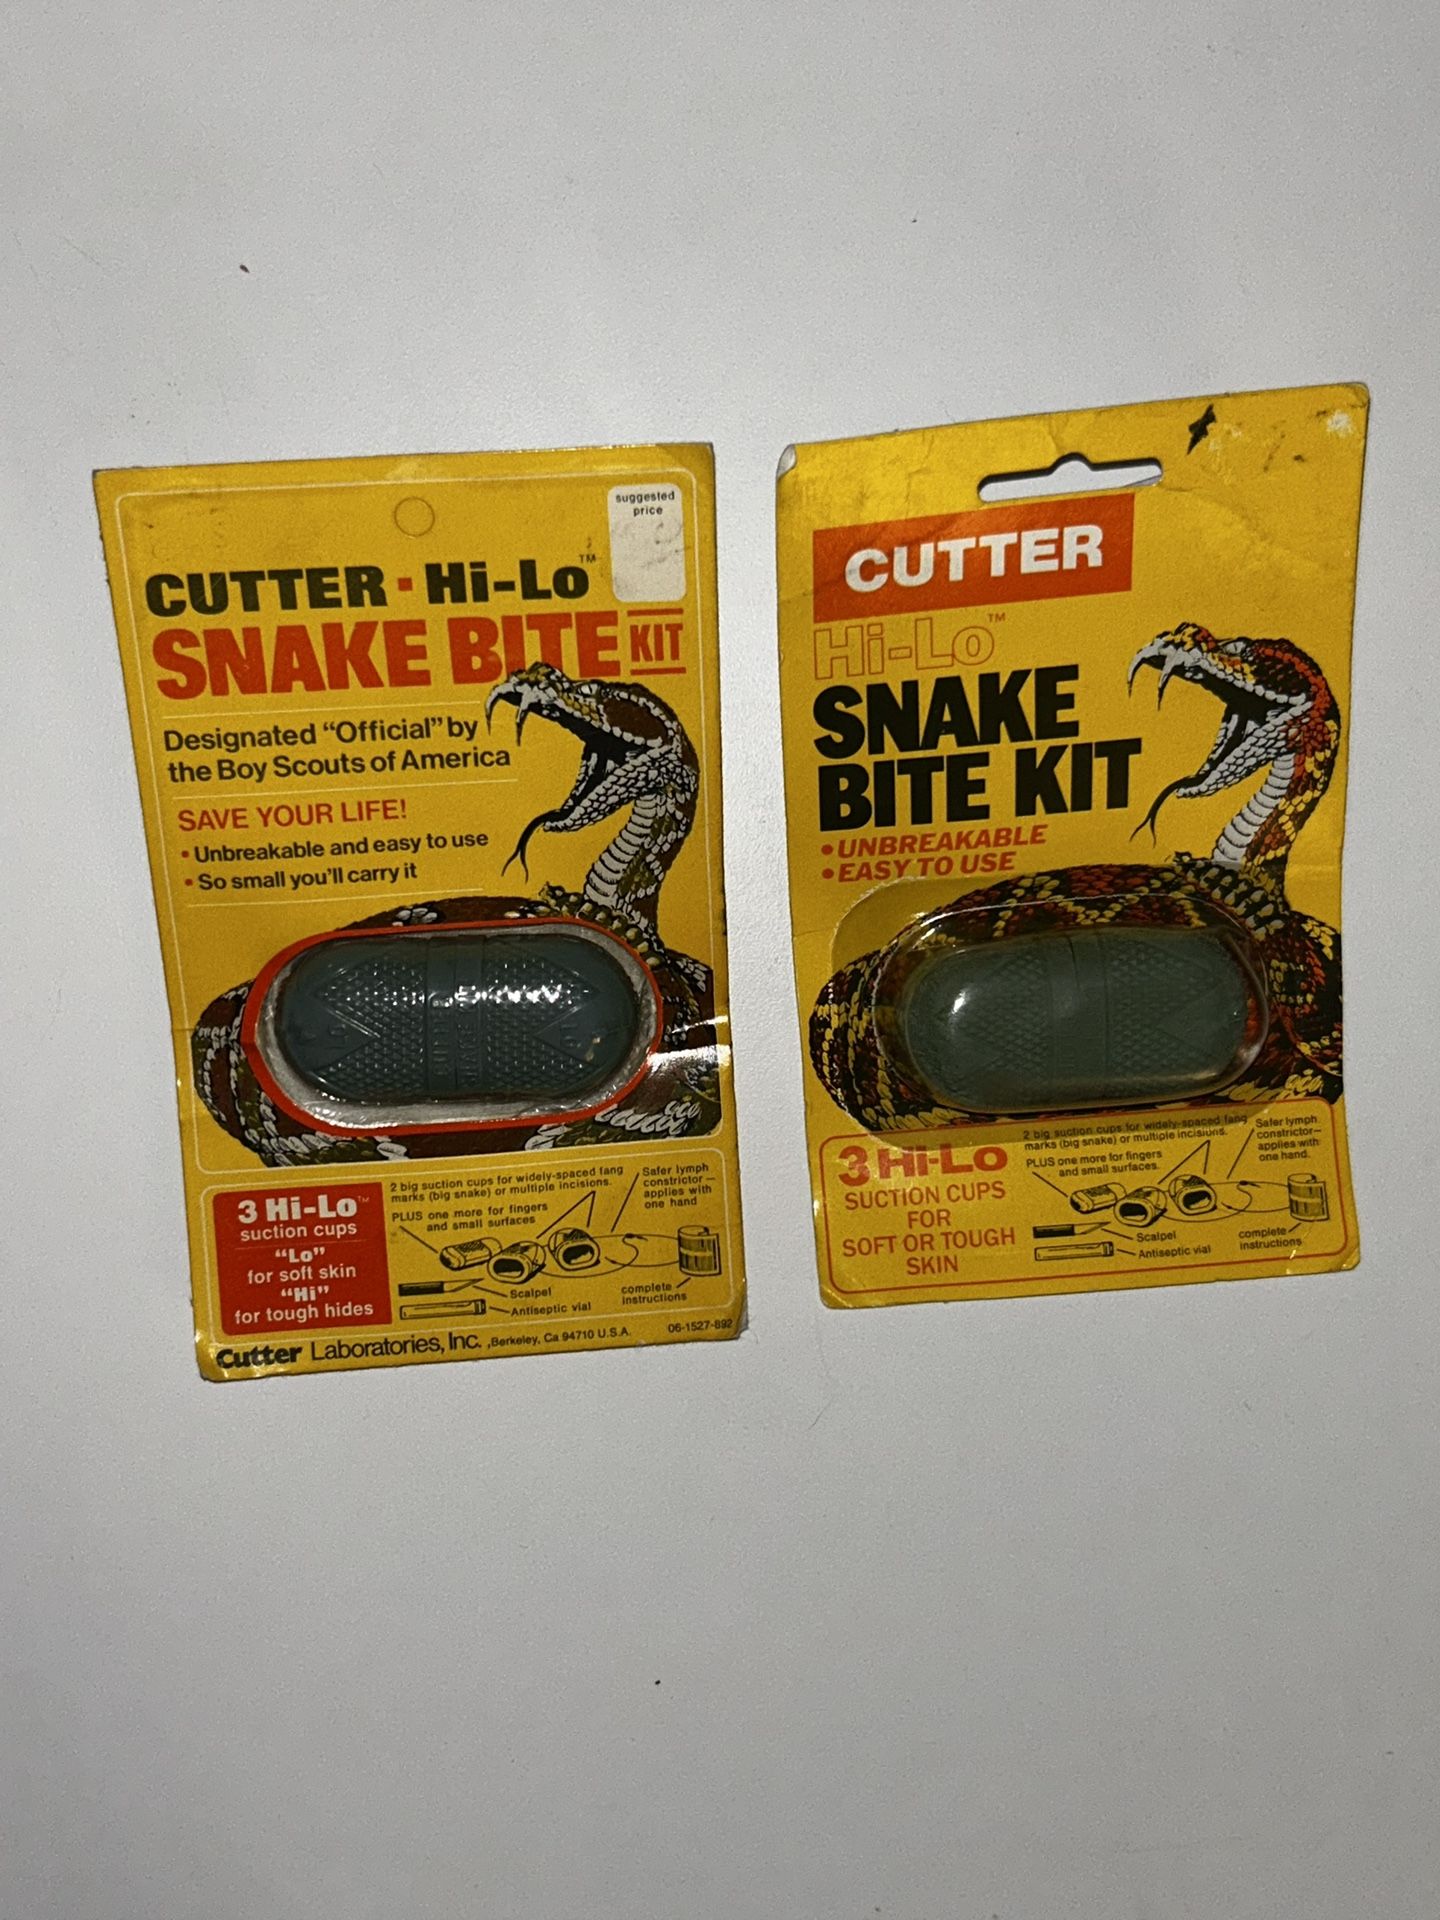 suggested
price
CUTTER · Hi-Lo™
SNAKE BITE KIT
Designated “Official” by
the Boy Scouts of America
SAVE YOUR LIFE!
• Unbreakable and easy to use
• So small you'll carry it
LO
CUTTER
3 Hi-Lo™
suction cups
“Lo”
for soft skin
“Hi”
for tough hides
2 big suction cups for widely-spaced fang
marks (big snake) or multiple incisions.
PLUS one more for fingers
and small surfaces
Safer lymph
constrictor—
applies with
one hand
Scalpel
Antiseptic vial
complete
instructions
Cutter Laboratories, Inc. ,Berkeley, Ca 94710 U.S.A.
06-1527-892
CUTTER
Hi-Lo™
SNAKE
BITE KIT
• UNBREAKABLE
• EASY TO USE
3 Hi-Lo
SUCTION CUPS
FOR
SOFT OR TOUGH
SKIN
2 big suction cups for widely-spaced fang
marks (big snake) or multiple incisions.
PLUS one more for fingers
and small surfaces.
Safer lymph
constrictor—
applies with
one hand.
Scalpel
Antiseptic vial
complete
instructions